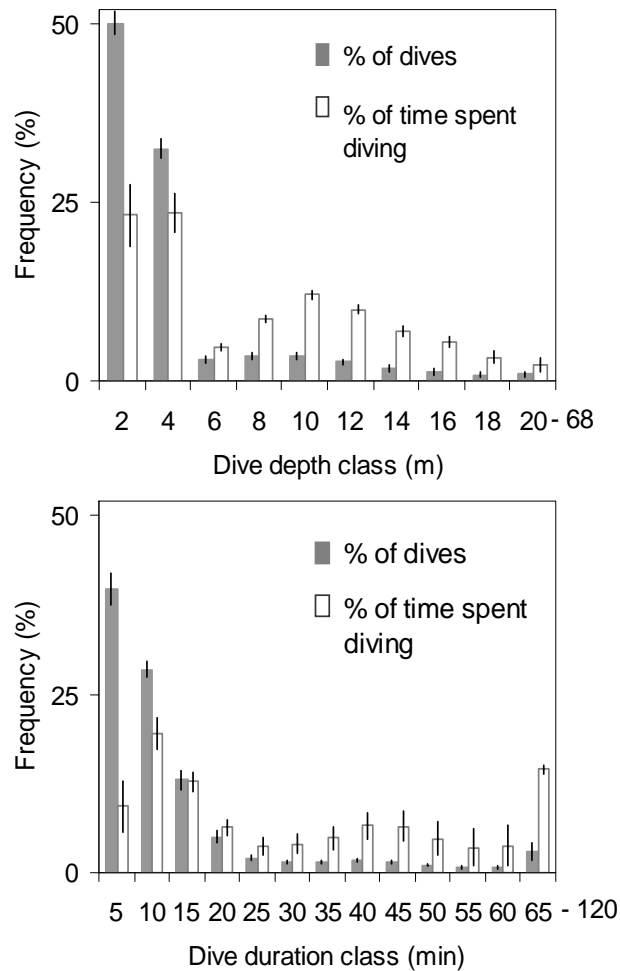 50
% of dives
% of time spent
diving
25
Frequency (%)
0
2 4 6 8 10 12 14 16 18 20 - 68
Dive depth class (m)
50
% of dives
% of time spent
diving
25
Frequency (%)
0
5 10 15 20 25 30 35 40 45 50 55 60 65 - 120
Dive duration class (min)